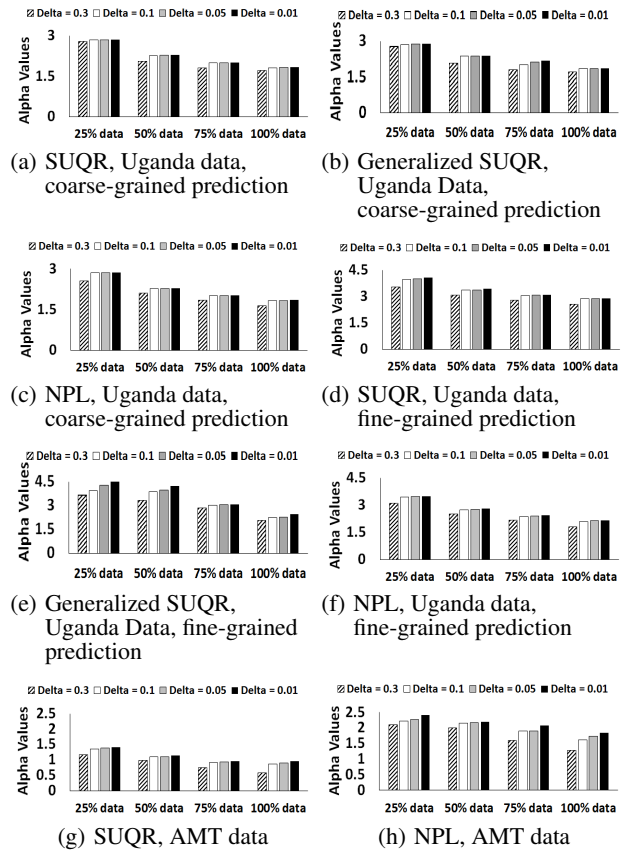 Delta = 0.3 Delta = 0.1 Delta = 0.05 Delta = 0.01
Alpha Values
3
1.5
0
25% data 50% data 75% data 100% data
(a) SUQR, Uganda data,
coarse-grained prediction
Delta = 0.3 Delta = 0.1 Delta = 0.05 Delta = 0.01
Alpha Values
3
1.5
0
25% data 50% data 75% data 100% data
(b) Generalized SUQR,
Uganda Data,
coarse-grained prediction
Delta = 0.3 Delta = 0.1 Delta = 0.05 Delta = 0.01
Alpha Values
3
1.5
0
25% data 50% data 75% data 100% data
(c) NPL, Uganda data,
coarse-grained prediction
Delta = 0.3 Delta = 0.1 Delta = 0.05 Delta = 0.01
Alpha Values
4.5
3
1.5
0
25% data 50% data 75% data 100% data
(d) SUQR, Uganda data,
fine-grained prediction
Delta = 0.3 Delta = 0.1 Delta = 0.05 Delta = 0.01
Alpha Values
4.5
3
1.5
0
25% data 50% data 75% data 100% data
(e) Generalized SUQR,
Uganda Data, fine-grained
prediction
Delta = 0.3 Delta = 0.1 Delta = 0.05 Delta = 0.01
Alpha Values
4.5
3
1.5
0
25% data 50% data 75% data 100% data
(f) NPL, Uganda data,
fine-grained prediction
Delta = 0.3 Delta = 0.1 Delta = 0.05 Delta = 0.01
Alpha Values
2.5
2
1.5
1
0.5
0
25% data 50% data 75% data 100% data
(g) SUQR, AMT data
Delta = 0.3 Delta = 0.1 Delta = 0.05 Delta = 0.01
Alpha Values
2.5
2
1.5
1
0.5
0
25% data 50% data 75% data 100% data
(h) NPL, AMT data